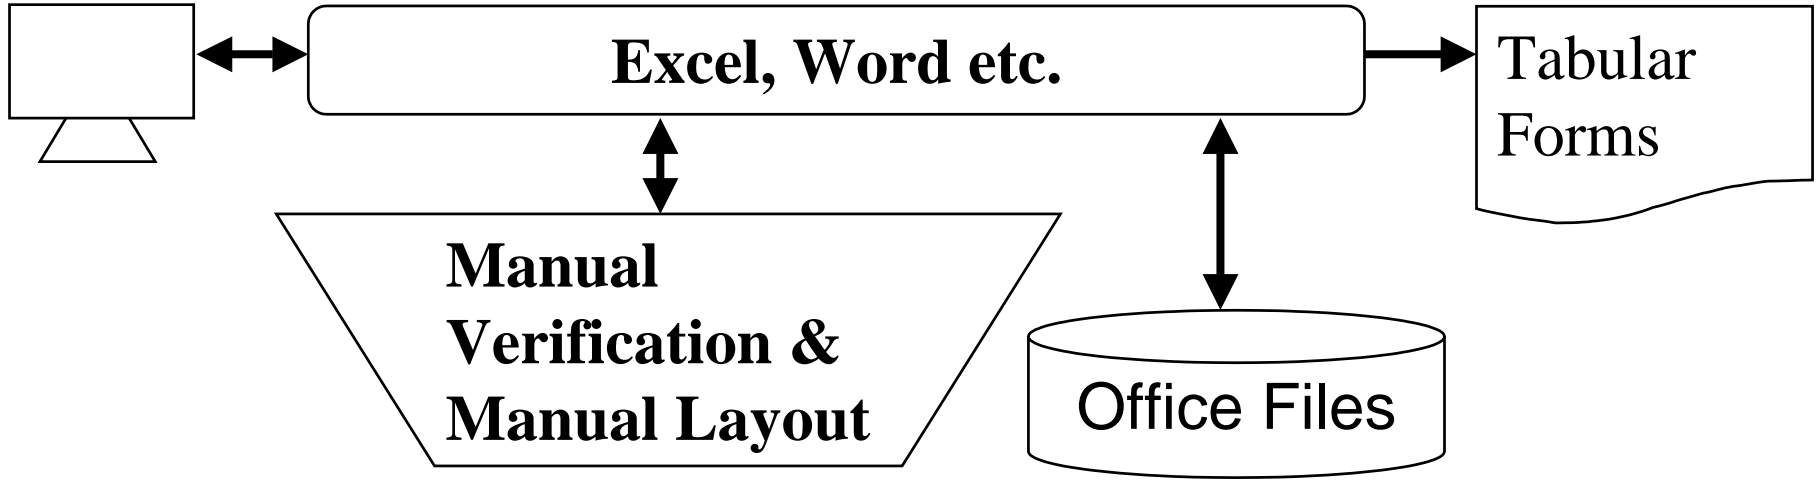 Excel, Word etc.
Tabular
Forms
Manual
Verification &
Manual Layout
Office Files